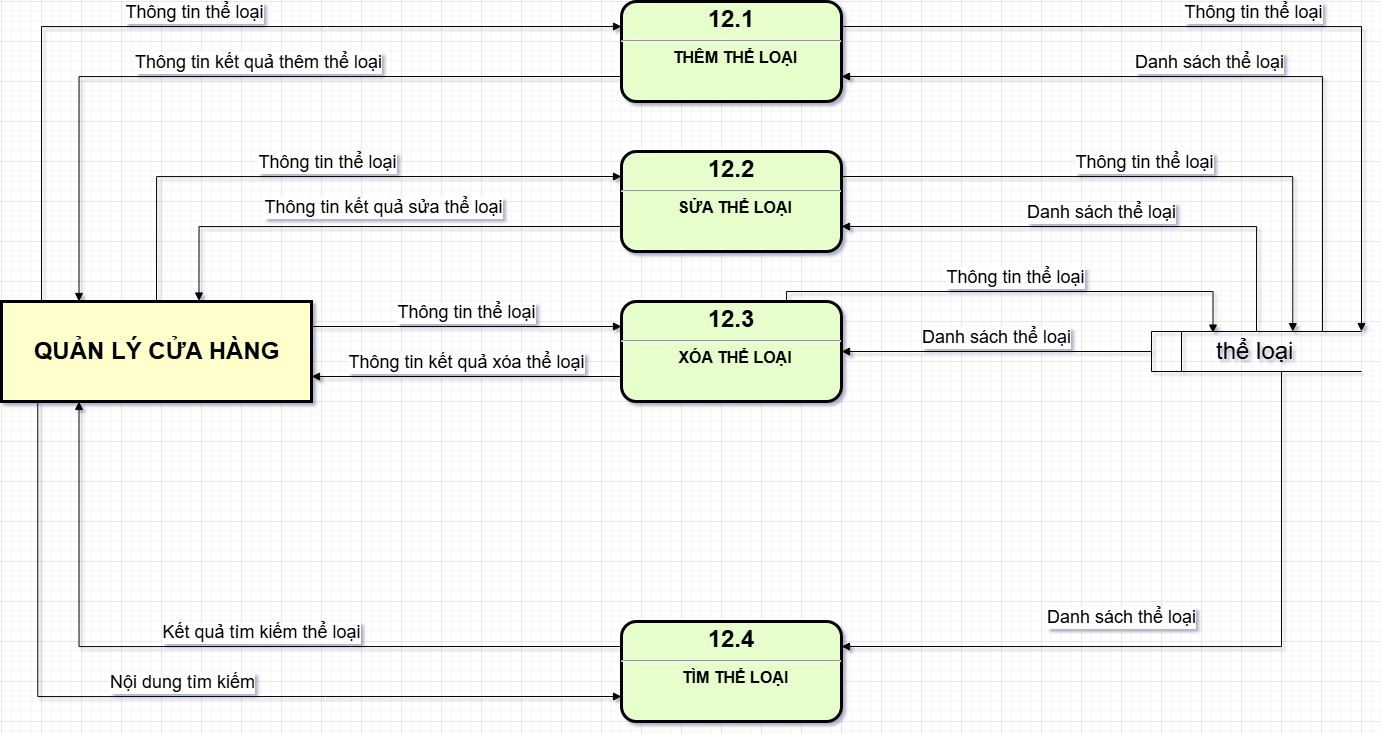 Thông tin thể loại
12.1
Thông tin thể loại
THÊM THỂ LOẠI
Thông tin kết quả thêm thể loại
Danh sách thể loại
Thông tin thể loại
12.2
Thông tin thể loại
Thông tin kết quả sửa thể loại
SỬA THỂ LOẠI
Danh sách thể loại
Thông tin thể loại
Thông tin thể loại
12.3
QUẢN LÝ CỬA HÀNG
Thông tin kết quả xóa thể loại
XÓA THỂ LOẠI
Danh sách thể loại
thể loại
Danh sách thể loại
Kết quả tìm kiếm thể loại
12.4
TÌM THỂ LOẠI
Nội dung tìm kiếm